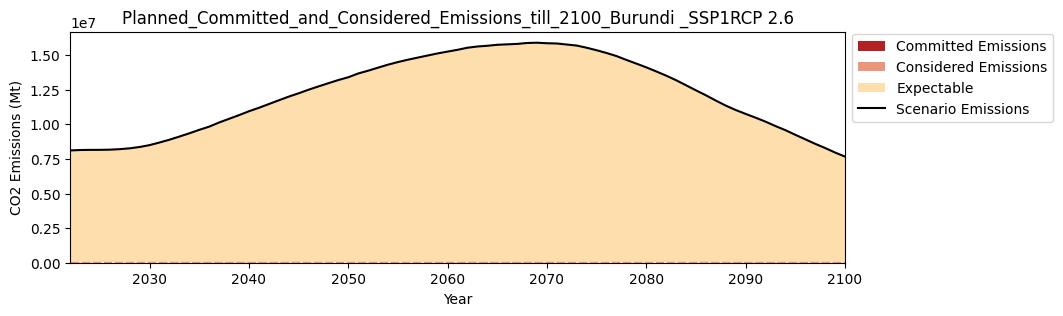 Planned_Committed_and_Considered_Emissions_till_2100_Burundi _SSP1RCP 2.6
1e7
Committed Emissions
Considered Emissions
Expectable
Scenario Emissions
CO2 Emissions (Mt)
1.50
1.25
1.00
0.75
0.50
0.25
0.00
2030 2040 2050 2060 2070 2080 2090 2100
Year